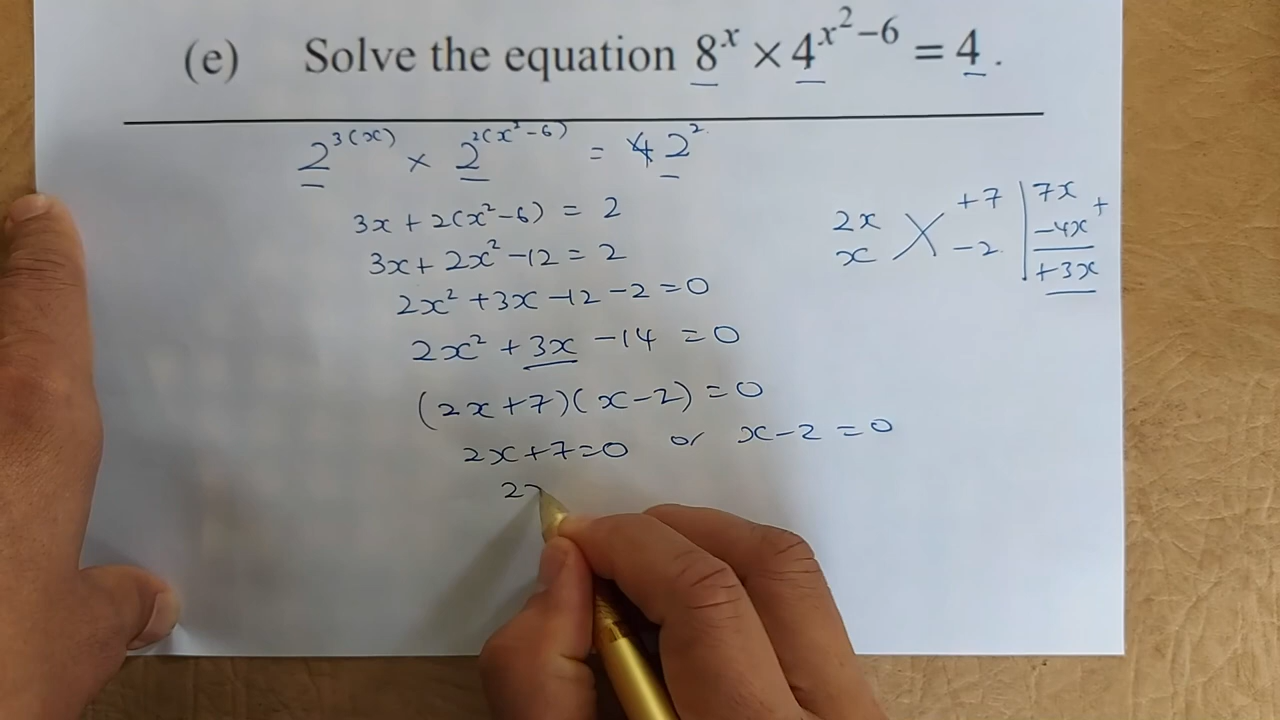 (e) Solve the equation 8^x × 4^(x²−6) = 4 .
2^3(x) × 2^2(x²−6) = 4 2²
3x + 2(x²−6) = 2
3x + 2x² −12 = 2
2x² + 3x −12 −2 = 0
2x² + 3x −14 = 0
(2x+7)(x−2) = 0
2x+7=0 or x−2 = 0
2x
2x +7 7x +
x −2 −4x
+3x